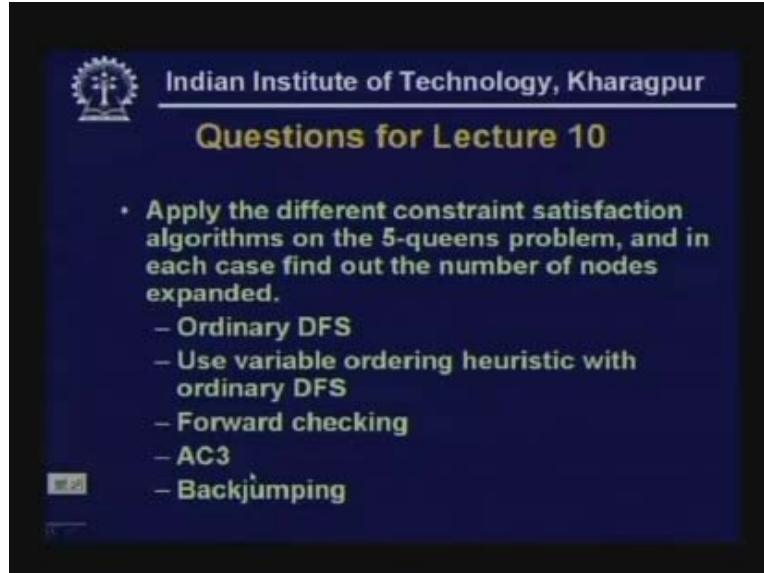 Indian Institute of Technology, Kharagpur
Questions for Lecture 10
• Apply the different constraint satisfaction
algorithms on the 5-queens problem, and in
each case find out the number of nodes
expanded.
– Ordinary DFS
– Use variable ordering heuristic with
ordinary DFS
– Forward checking
– AC3
– Backjumping